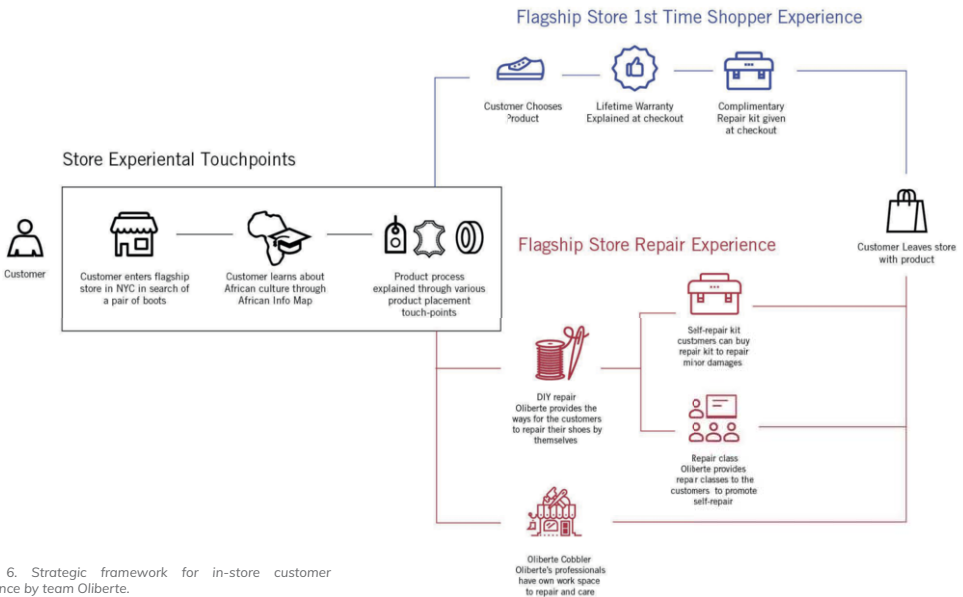 Flagship Store 1st Time Shopper Experience
Customer Chooses
Product
Lifetime Warranty
Explained at checkout
Complimentary
Repair kit given
at checkout
Store Experiental Touchpoints
Customer
Customer enters flagship
store in NYC in search of
a pair of boots
Customer learns about
African culture through
African Info Map
Product process
explained through various
product placement
touch-points
Customer Leaves store
with product
Flagship Store Repair Experience
DIY repair
Oliberte provides the
ways for the customers
to repair their shoes by
themselves
Self-repair kit
customers can buy
repair kit to repair
minor damages
Repair class
Oliberte provides
repair classes to the
customers to promote
self-repair
Oliberte Cobbler
Oliberte's professionals
have own work space
to repair and care
6. Strategic framework for in-store customer
nce by team Oliberte.